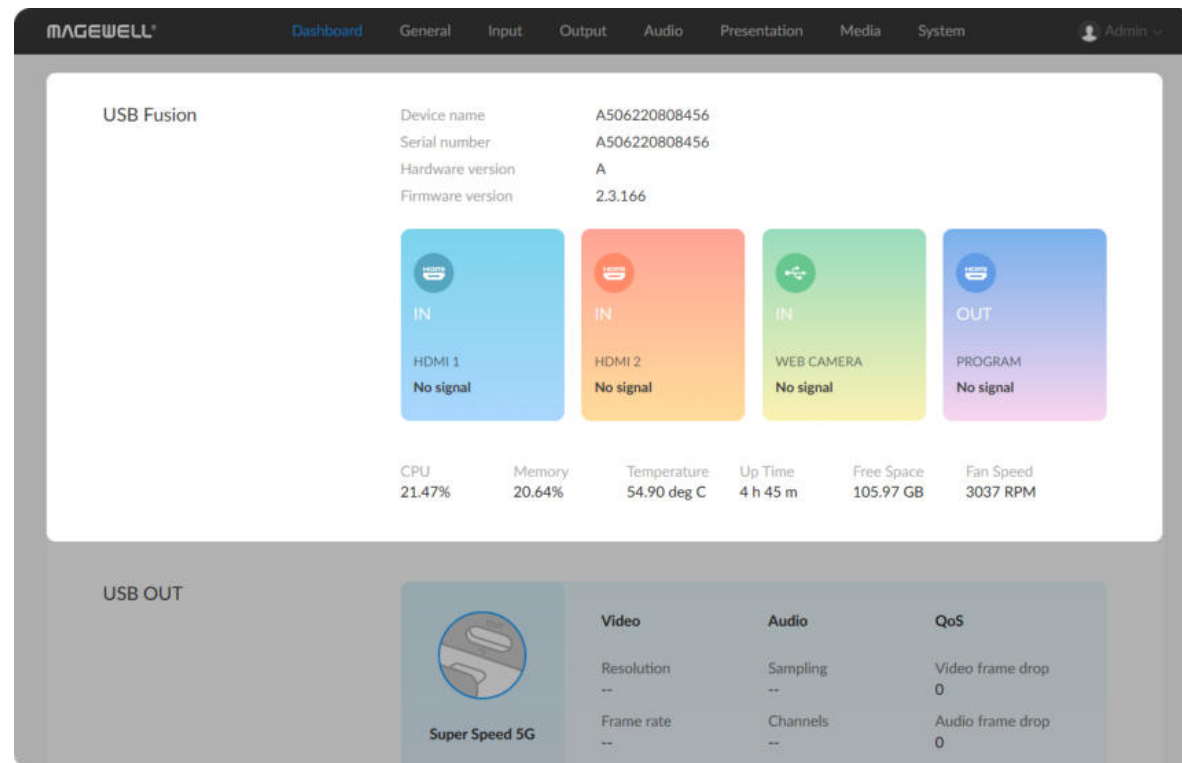 MAGEWELL®
Dashboard General Input Output Audio Presentation Media System Admin
USB Fusion
Device name A506220808456
Serial number A506220808456
Hardware version A
Firmware version 2.3.166
HDMI HDMI HDMI
IN IN IN OUT
HDMI 1 HDMI 2 WEB CAMERA PROGRAM
No signal No signal No signal No signal
CPU Memory Temperature Up Time Free Space Fan Speed
21.47% 20.64% 54.90 deg C 4 h 45 m 105.97 GB 3037 RPM
USB OUT
Video Audio QoS
Resolution Sampling Video frame drop
-- -- 0
Super Speed 5G
Frame rate Channels Audio frame drop
-- -- 0